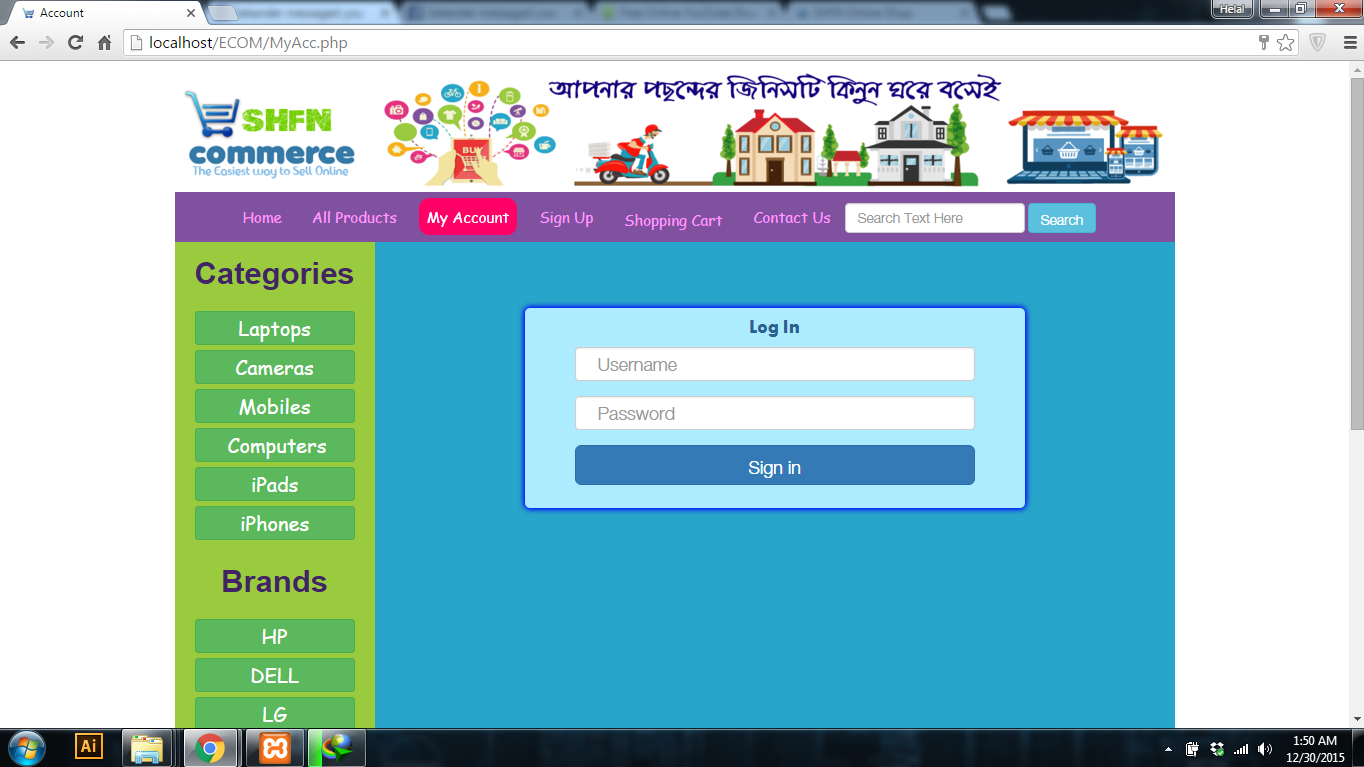 Account
Helal
localhost/ECOM/MyAcc.php
আপনার পছন্দের জিনিসটি কিনুন ঘরে বসেই
SHFN
commerce
The Easiest way to Sell Online
BUY
Home All Products My Account Sign Up Shopping Cart Contact Us Search Text Here Search
Categories
Laptops
Cameras
Mobiles
Computers
iPads
iPhones
Brands
HP
DELL
LG
Log In
Username
Password
Sign in
Ai
1:50 AM
12/30/2015